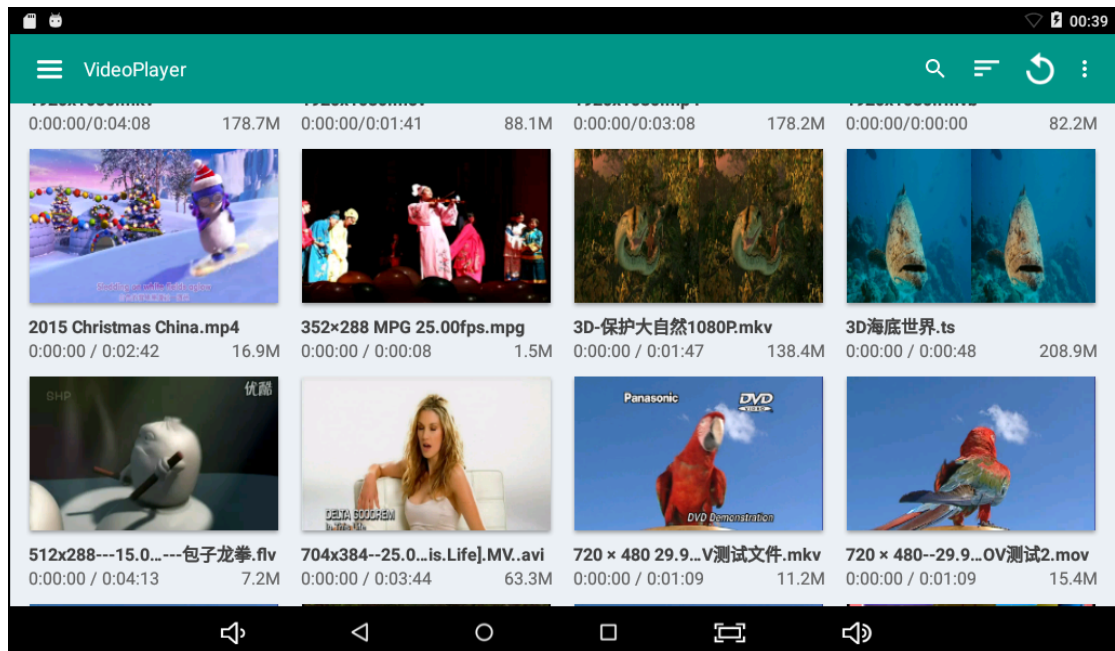 00:39
VideoPlayer
0:00:00/0:04:08 178.7M 0:00:00/0:01:41 88.1M 0:00:00/0:03:08 178.2M 0:00:00/0:00:00 82.2M
SHP 优酷
Panasonic DVD
VIDEO
DELTA GOODREM
DVD Demonstration
2015 Christmas China.mp4 352×288 MPG 25.00fps.mpg 3D-保护大自然1080P.mkv 3D海底世界.ts
0:00:00 / 0:02:42 16.9M 0:00:00 / 0:00:08 1.5M 0:00:00 / 0:01:47 138.4M 0:00:00 / 0:00:48 208.9M
512x288---15.0...---包子龙拳.flv 704x384--25.0...is.Life].MV..avi 720 × 480 29.9...V测试文件.mkv 720 × 480--29.9...OV测试2.mov
0:00:00 / 0:04:13 7.2M 0:00:00 / 0:03:44 63.3M 0:00:00 / 0:01:09 11.2M 0:00:00 / 0:01:09 15.4M